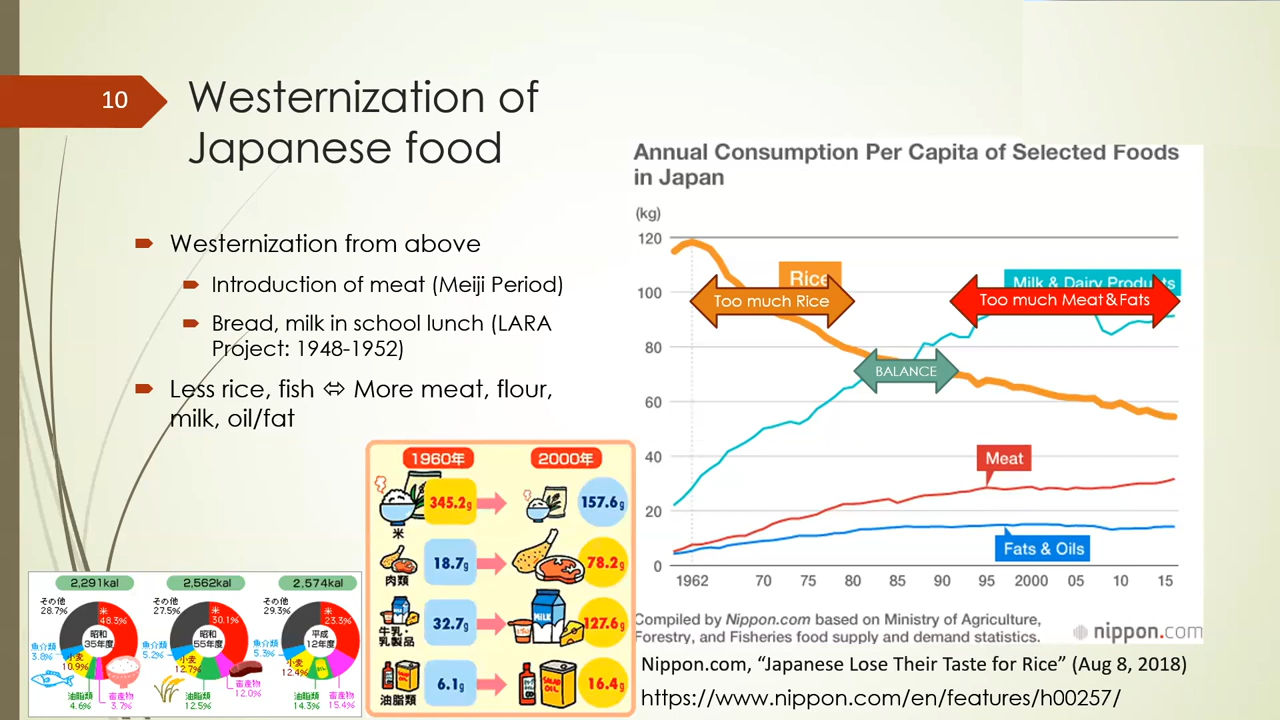 10
Westernization of
Japanese food
Westernization from above
Introduction of meat (Meiji Period)
Bread, milk in school lunch (LARA
Project: 1948-1952)
Less rice, fish ⬄ More meat, flour,
milk, oil/fat
Annual Consumption Per Capita of Selected Foods
in Japan
(kg)
120
100
80
60
40
20
0
Rice
Milk & Dairy Products
Too much Rice
Too much Meat & Fats
BALANCE
Meat
Fats & Oils
1962 70 75 80 85 90 95 2000 05 10 15
Compiled by Nippon.com based on Ministry of Agriculture,
Forestry, and Fisheries food supply and demand statistics.
nippon.com
Nippon.com, “Japanese Lose Their Taste for Rice” (Aug 8, 2018)
https://www.nippon.com/en/features/h00257/
1960年 2000年
345.2g 157.6g
米
18.7g 78.2g
肉類
32.7g MILK 127.6g
牛乳・
乳製品
6.1g SALAD OIL 16.4g
油脂類
2,291kal
その他
28.7%
米
48.3%
昭和
35年度
魚介類
3.8%
小麦
10.9%
油脂類
4.6%
畜産物
3.7%
2,562kal
その他
27.5%
米
30.1%
昭和
55年度
魚介類
5.2%
小麦
12.7%
油脂類
12.5%
畜産物
12.0%
2,574kal
その他
29.3%
米
23.3%
平成
12年度
魚介類
5.3%
小麦
12.4%
油脂類
14.3%
畜産物
15.4%